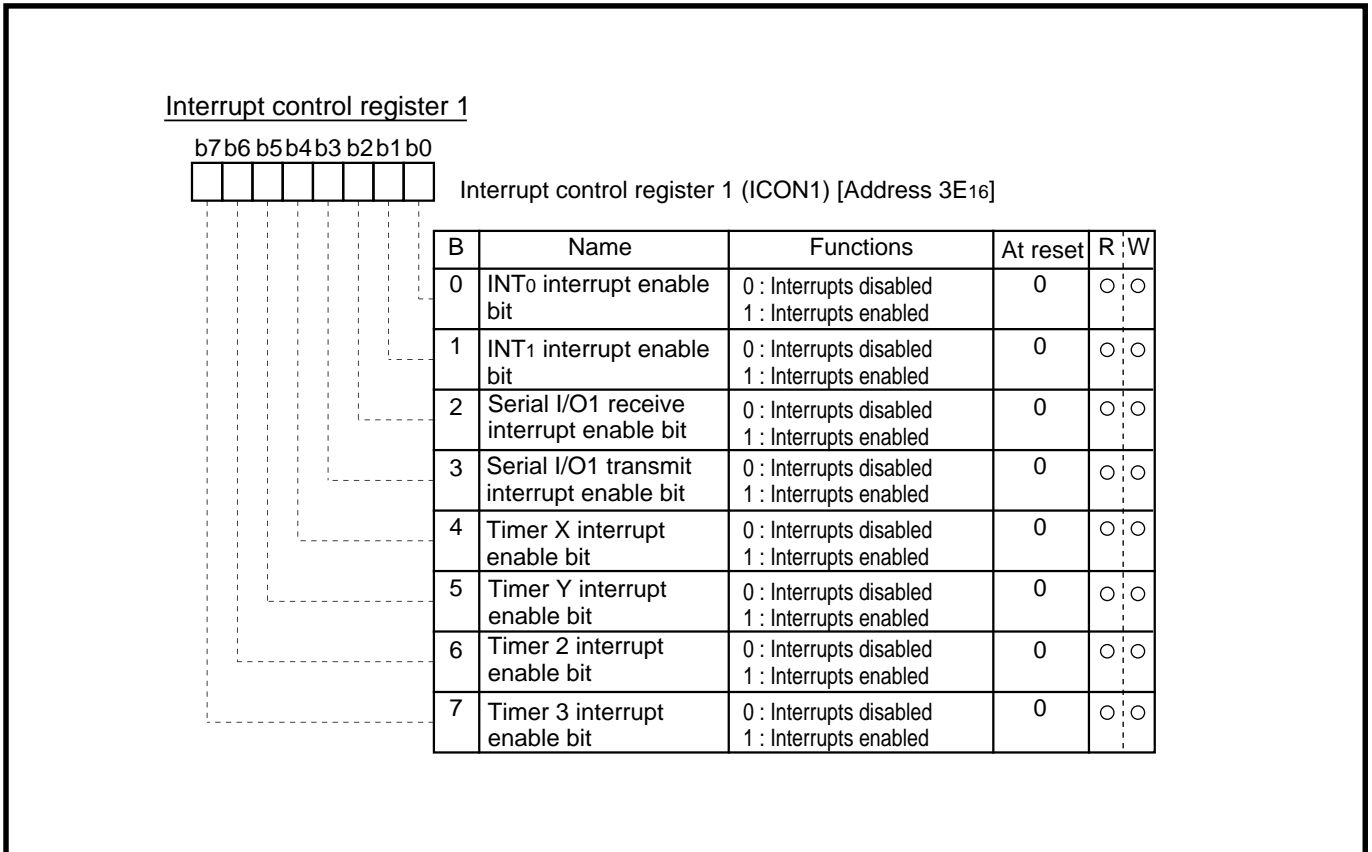 Interrupt control register 1
b7 b6 b5 b4 b3 b2 b1 b0
Interrupt control register 1 (ICON1) [Address 3E16]
B Name Functions At reset R W
0 INT0 interrupt enable bit 0 : Interrupts disabled 0 ○ ○
1 : Interrupts enabled
1 INT1 interrupt enable bit 0 : Interrupts disabled 0 ○ ○
1 : Interrupts enabled
2 Serial I/O1 receive interrupt enable bit 0 : Interrupts disabled 0 ○ ○
1 : Interrupts enabled
3 Serial I/O1 transmit interrupt enable bit 0 : Interrupts disabled 0 ○ ○
1 : Interrupts enabled
4 Timer X interrupt enable bit 0 : Interrupts disabled 0 ○ ○
1 : Interrupts enabled
5 Timer Y interrupt enable bit 0 : Interrupts disabled 0 ○ ○
1 : Interrupts enabled
6 Timer 2 interrupt enable bit 0 : Interrupts disabled 0 ○ ○
1 : Interrupts enabled
7 Timer 3 interrupt enable bit 0 : Interrupts disabled 0 ○ ○
1 : Interrupts enabled